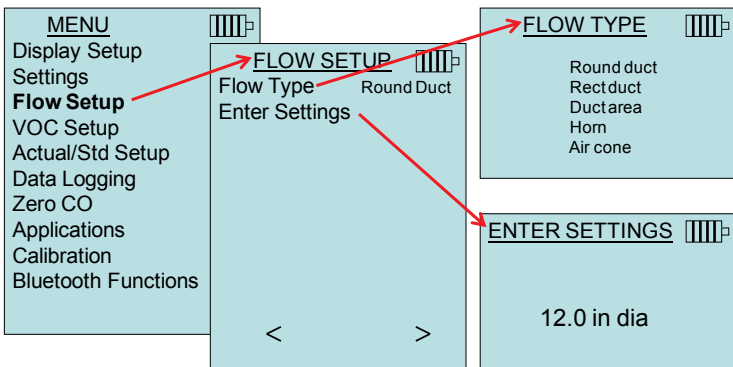 MENU
Display Setup
Settings
Flow Setup
VOC Setup
Actual/Std Setup
Data Logging
Zero CO
Applications
Calibration
Bluetooth Functions
FLOW SETUP
Flow Type Round Duct
Enter Settings
< >
FLOW TYPE
Round duct
Rect duct
Duct area
Horn
Air cone
ENTER SETTINGS
12.0 in dia